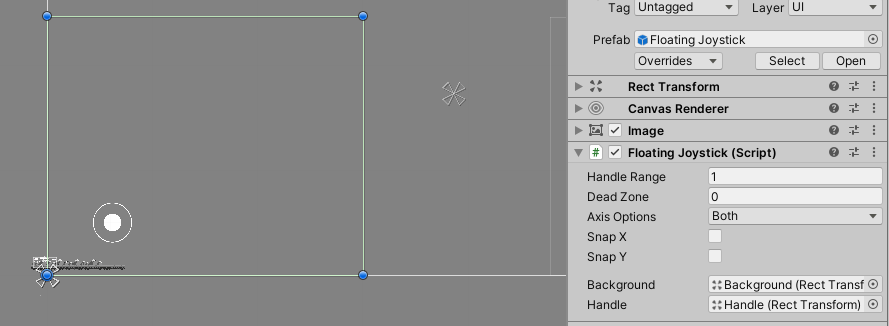 Tag Untagged Layer UI
Prefab Floating Joystick
Overrides Select Open
Rect Transform
Canvas Renderer
Image
# Floating Joystick (Script)
Handle Range 1
Dead Zone 0
Axis Options Both
Snap X
Snap Y
Background Background (Rect Transf
Handle Handle (Rect Transform)